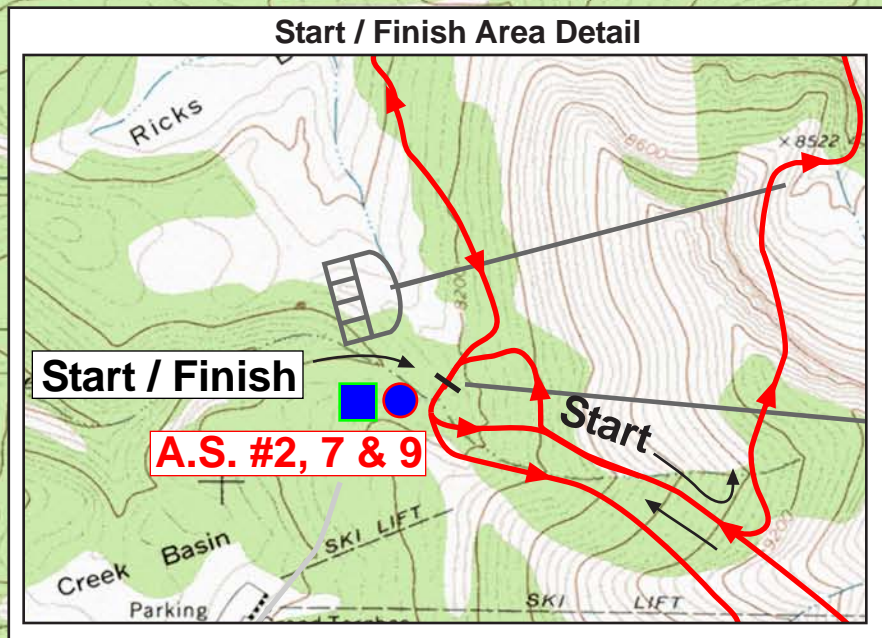 Start / Finish Area Detail
Ricks
8600
× 8522
8200
Start / Finish
Start
A.S. #2, 7 & 9
SKI LIFT
9200
Creek Basin
Parking
SKI LIFT